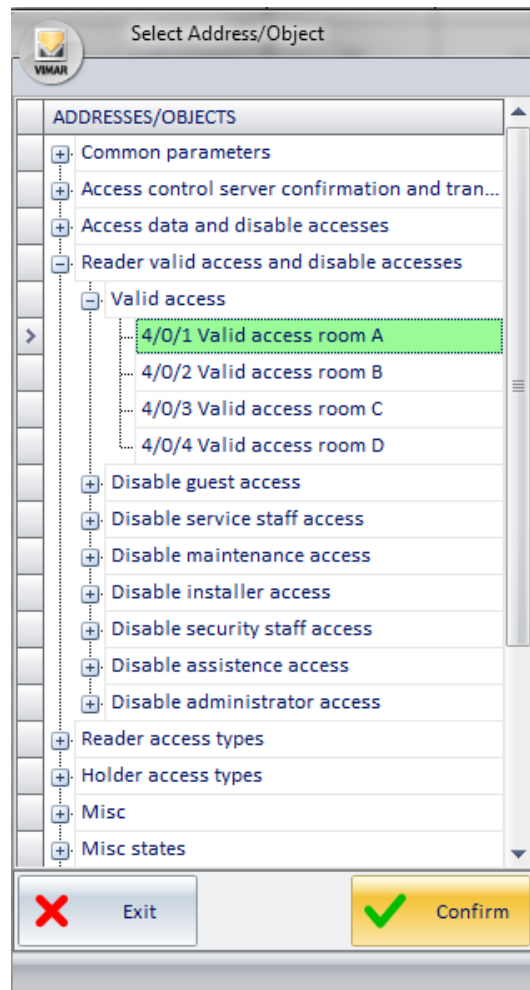 Select Address/Object
VIMAR
ADDRESSES/OBJECTS
Common parameters
Access control server confirmation and tran...
Access data and disable accesses
Reader valid access and disable accesses
Valid access
4/0/1 Valid access room A
4/0/2 Valid access room B
4/0/3 Valid access room C
4/0/4 Valid access room D
Disable guest access
Disable service staff access
Disable maintenance access
Disable installer access
Disable security staff access
Disable assistence access
Disable administrator access
Reader access types
Holder access types
Misc
Misc states
Exit
Confirm